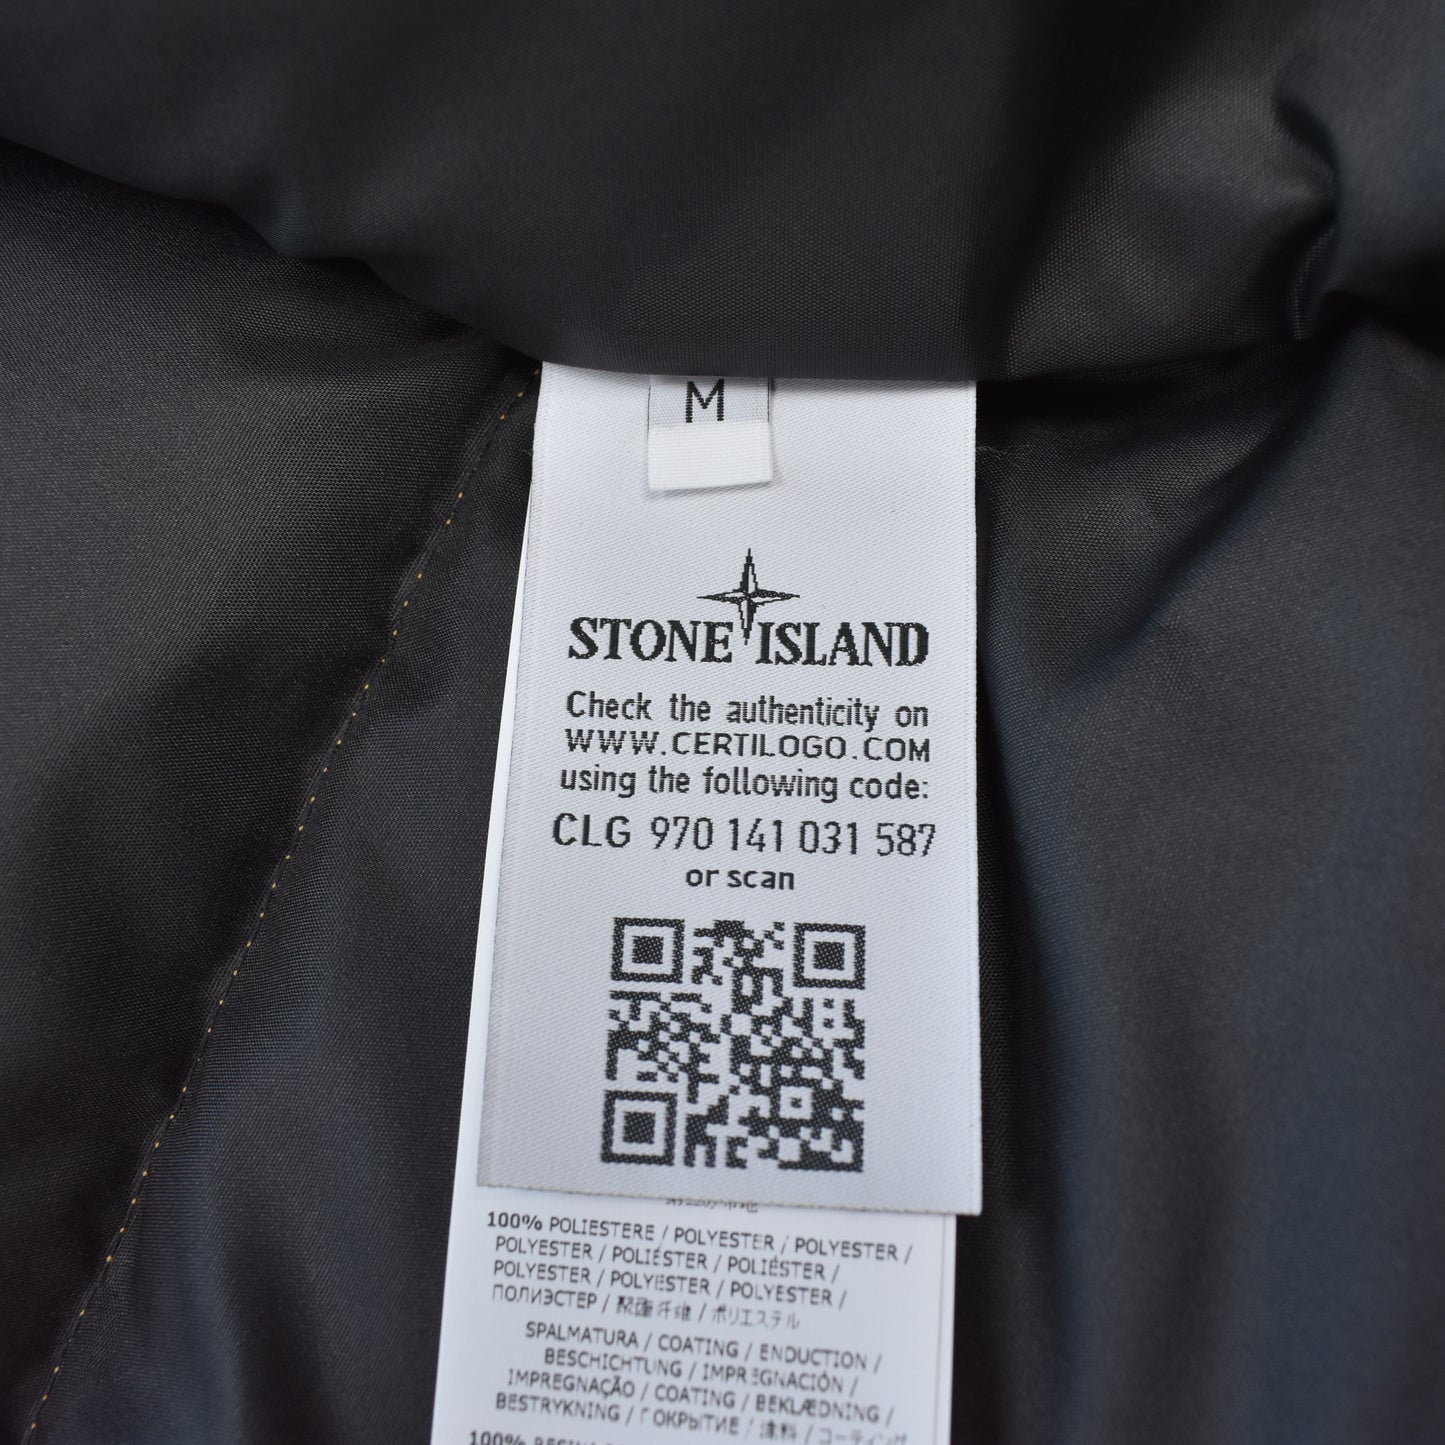 M
STONE ISLAND
Check the authenticity on
WWW.CERTILOGO.COM
using the following code:
CLG 970 141 031 587
or scan
100% POLIESTERE / POLYESTER / POLYESTER /
POLYESTER / POLIÉSTER / POLIÉSTER /
POLYESTER / POLYESTER / POLYESTER /
ПОЛИЭСТЕР / 聚酯纤维 / ポリエステル
SPALMATURA / COATING / ENDUCTION /
BESCHICHTUNG / IMPREGNACIÓN /
IMPREGNAÇÃO / COATING / BEKLÆDNING /
BESTRYKNING / ПОКРЫТИЕ / 涂料 / コーティング
100%